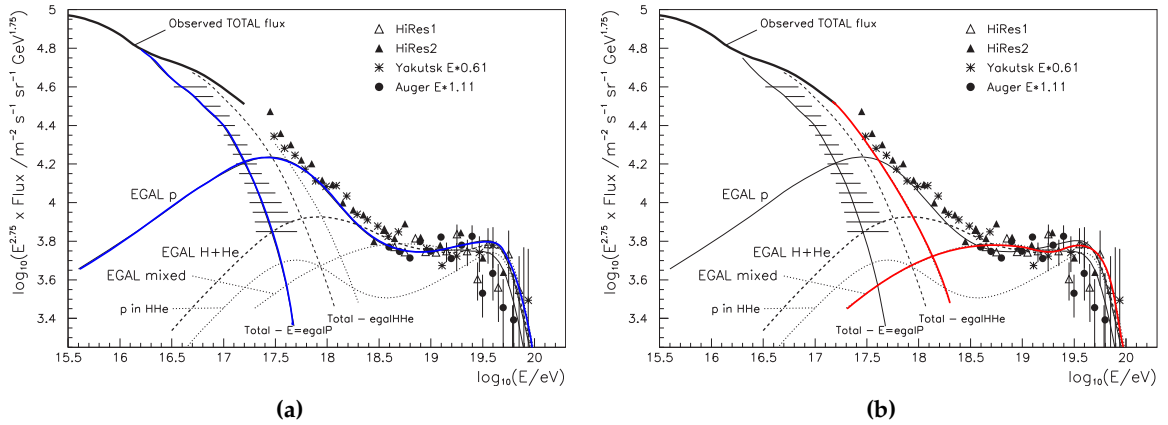 log₁₀(E²·⁷⁵ x Flux /m⁻² s⁻¹ sr⁻¹ GeV¹·⁷⁵)
5
4.8
4.6
4.4
4.2
4
3.8
3.6
3.4
Observed TOTAL flux
HiRes1
HiRes2
Yakutsk E*0.61
Auger E*1.11
EGAL p
EGAL H+He
EGAL mixed
p in HHe
Total - egalHHe
Total - E=egalP
15.5 16 16.5 17 17.5 18 18.5 19 19.5 20
log₁₀(E/eV)
(a)
log₁₀(E²·⁷⁵ x Flux /m⁻² s⁻¹ sr⁻¹ GeV¹·⁷⁵)
5
4.8
4.6
4.4
4.2
4
3.8
3.6
3.4
Observed TOTAL flux
HiRes1
HiRes2
Yakutsk E*0.61
Auger E*1.11
EGAL p
EGAL H+He
EGAL mixed
p in HHe
Total - egalHHe
Total - E=egalP
15.5 16 16.5 17 17.5 18 18.5 19 19.5 20
log₁₀(E/eV)
(b)